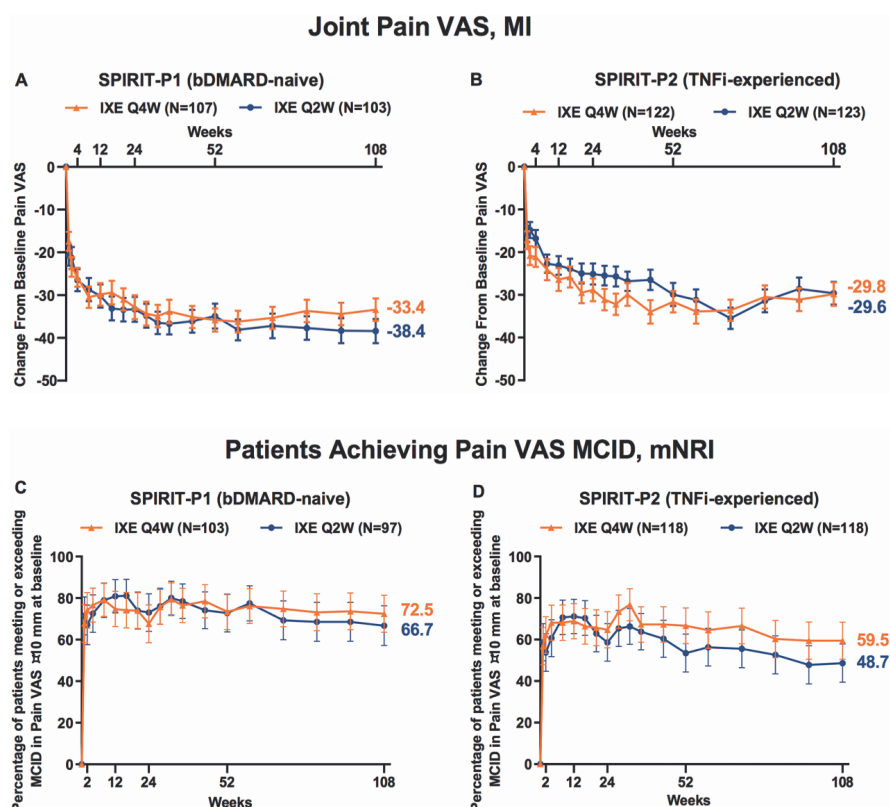 Joint Pain VAS, MI
A
SPIRIT-P1 (bDMARD-naive)
IXE Q4W (N=107) IXE Q2W (N=103)
Weeks
4 12 24 52 108
0
-10
-20
-30
-40
-50
Change From Baseline Pain VAS
-33.4
-38.4
B
SPIRIT-P2 (TNFi-experienced)
IXE Q4W (N=122) IXE Q2W (N=123)
Weeks
4 12 24 52 108
0
-10
-20
-30
-40
-50
Change From Baseline Pain VAS
-29.8
-29.6
Patients Achieving Pain VAS MCID, mNRI
C
SPIRIT-P1 (bDMARD-naive)
IXE Q4W (N=103) IXE Q2W (N=97)
Percentage of patients meeting or exceeding
MCID in Pain VAS ¤10 mm at baseline
100
80
60
40
20
0
72.5
66.7
2 12 24 52 108
Weeks
D
SPIRIT-P2 (TNFi-experienced)
IXE Q4W (N=118) IXE Q2W (N=118)
Percentage of patients meeting or exceeding
MCID in Pain VAS ¤10 mm at baseline
100
80
60
40
20
0
59.5
48.7
2 12 24 52 108
Weeks